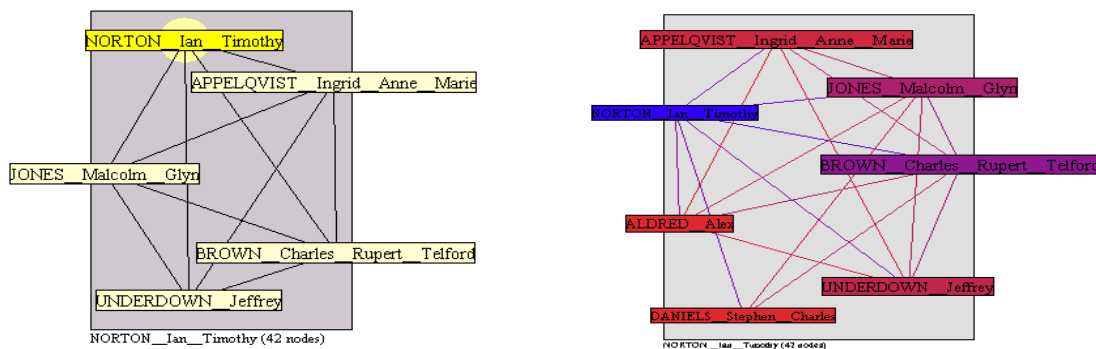 NORTON__Ian__Timothy
APPELQVIST__Ingrid__Anne__Marie
JONES__Malcolm__Glyn
BROWN__Charles__Rupert__Telford
UNDERDOWN__Jeffrey
NORTON__Ian__Timothy (42 nodes)
APPELQVIST__Ingrid__Anne__Marie
JONES__Malcolm__Glyn
NORTON__Ian__Timothy
BROWN__Charles__Rupert__Telford
ALDRED__Alex
UNDERDOWN__Jeffrey
DANIELS__Stephen__Charles
NORTON__Ian__Timothy (42 nodes)